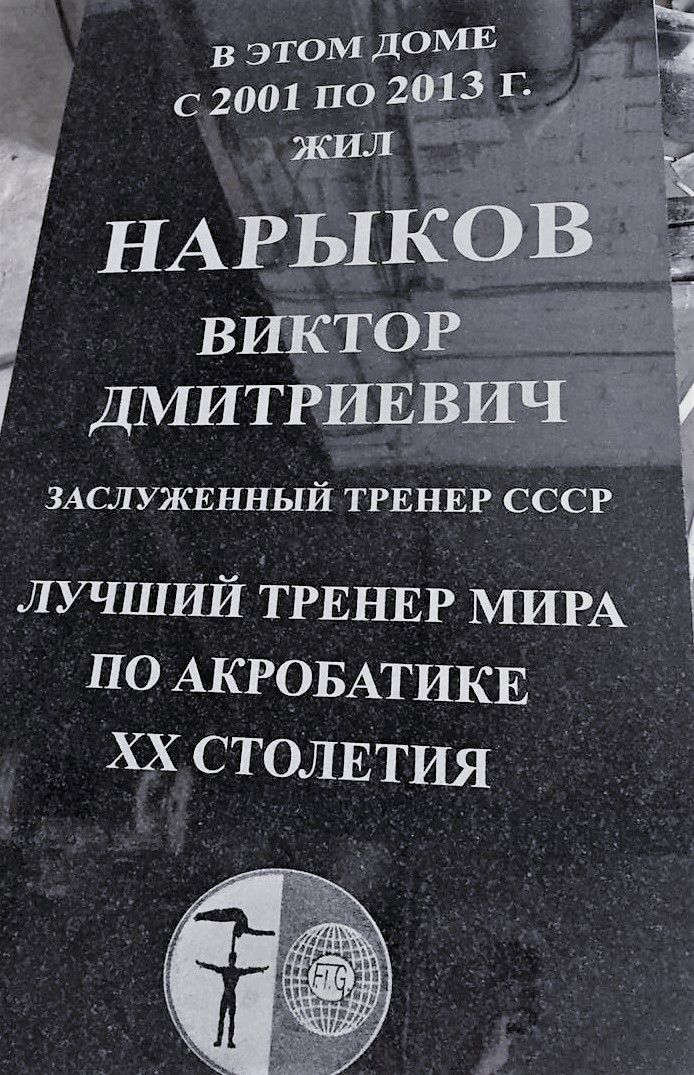 В ЭТОМ ДОМЕ
С 2001 ПО 2013 Г.
ЖИЛ
НАРЫКОВ
ВИКТОР
ДМИТРИЕВИЧ
ЗАСЛУЖЕННЫЙ ТРЕНЕР СССР
ЛУЧШИЙ ТРЕНЕР МИРА
ПО АКРОБАТИКЕ
XX СТОЛЕТИЯ
F.I.G.